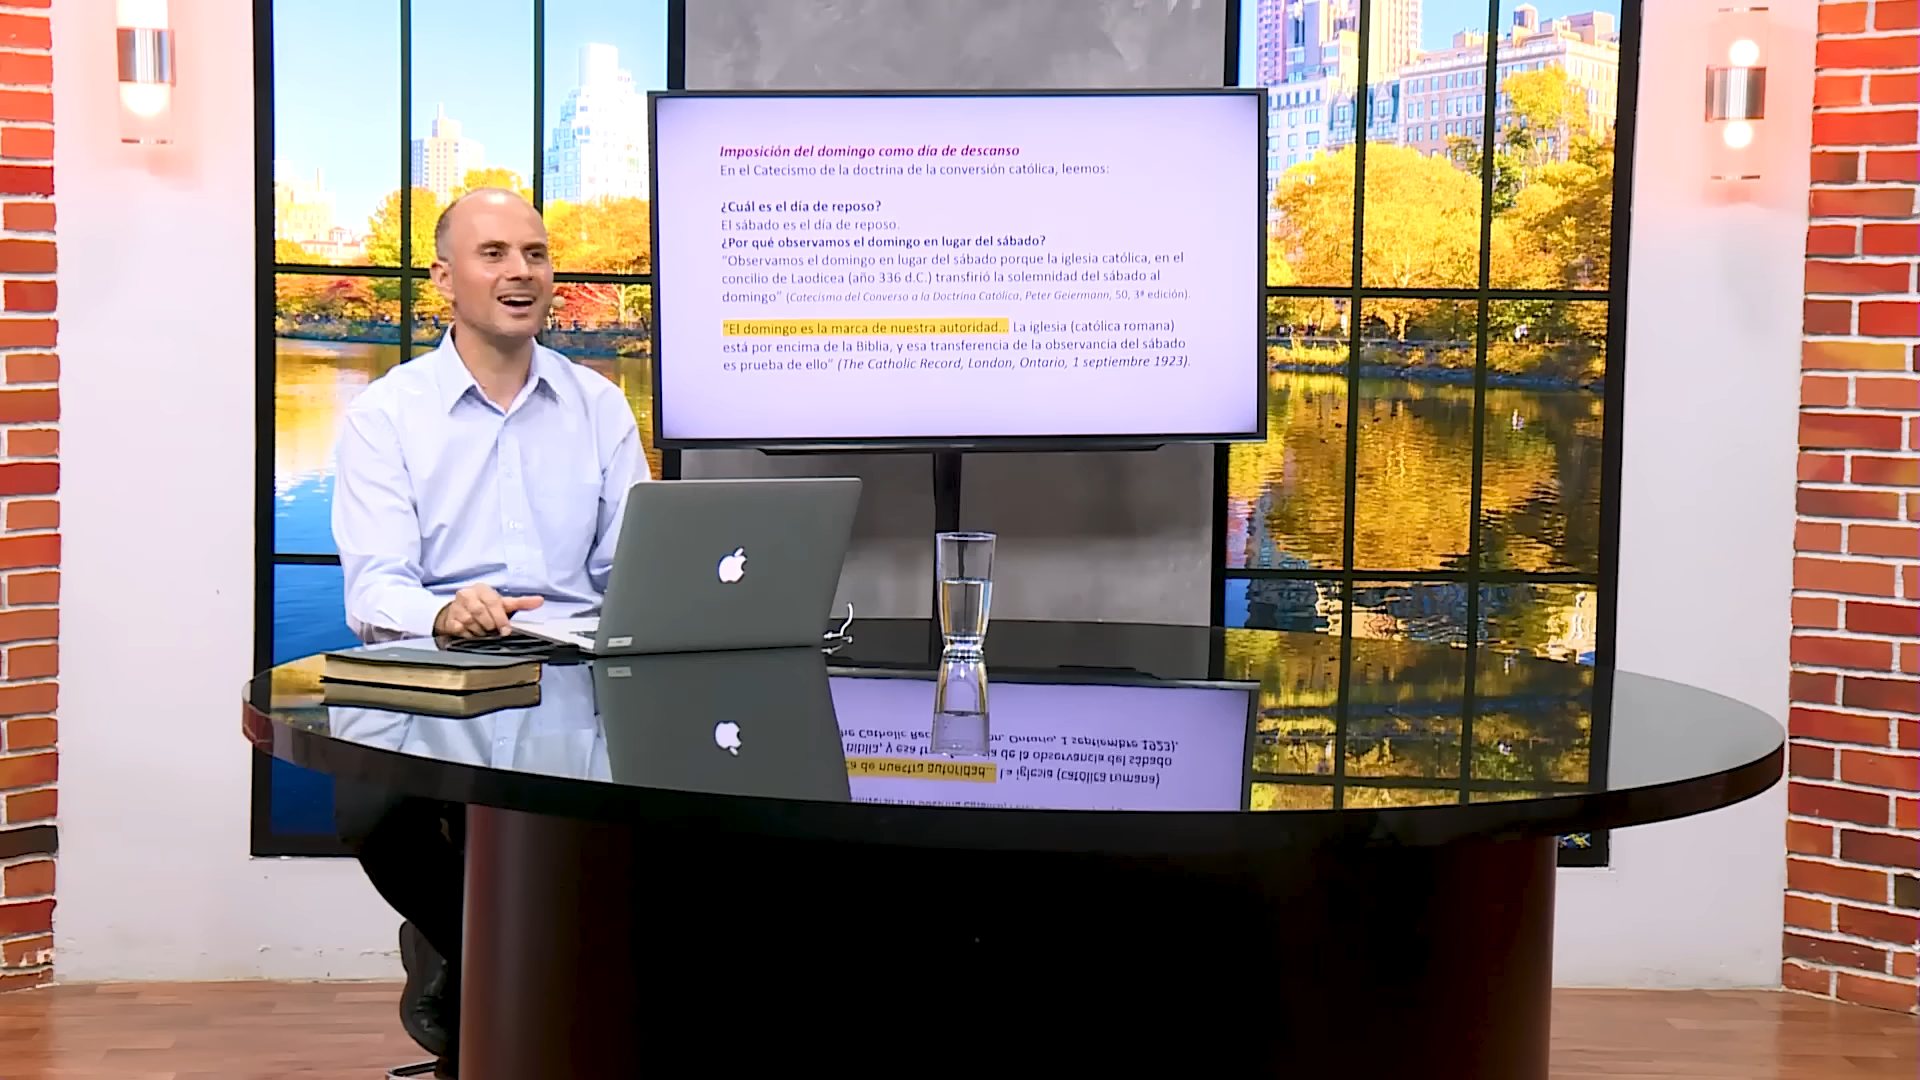 Imposición del domingo como día de descanso
En el Catecismo de la doctrina de la conversión católica, leemos:
¿Cuál es el día de reposo?
El sábado es el día de reposo.
¿Por qué observamos el domingo en lugar del sábado?
"Observamos el domingo en lugar del sábado porque la iglesia católica, en el
concilio de Laodicea (año 336 d.C.) transfirió la solemnidad del sábado al
domingo" (Catecismo del Converso a la Doctrina Católica, Peter Geiermann, 50, 3ª edición).
"El domingo es la marca de nuestra autoridad... La iglesia (católica romana)
está por encima de la Biblia, y esa transferencia de la observancia del sábado
es prueba de ello" (The Catholic Record, London, Ontario, 1 septiembre 1923).